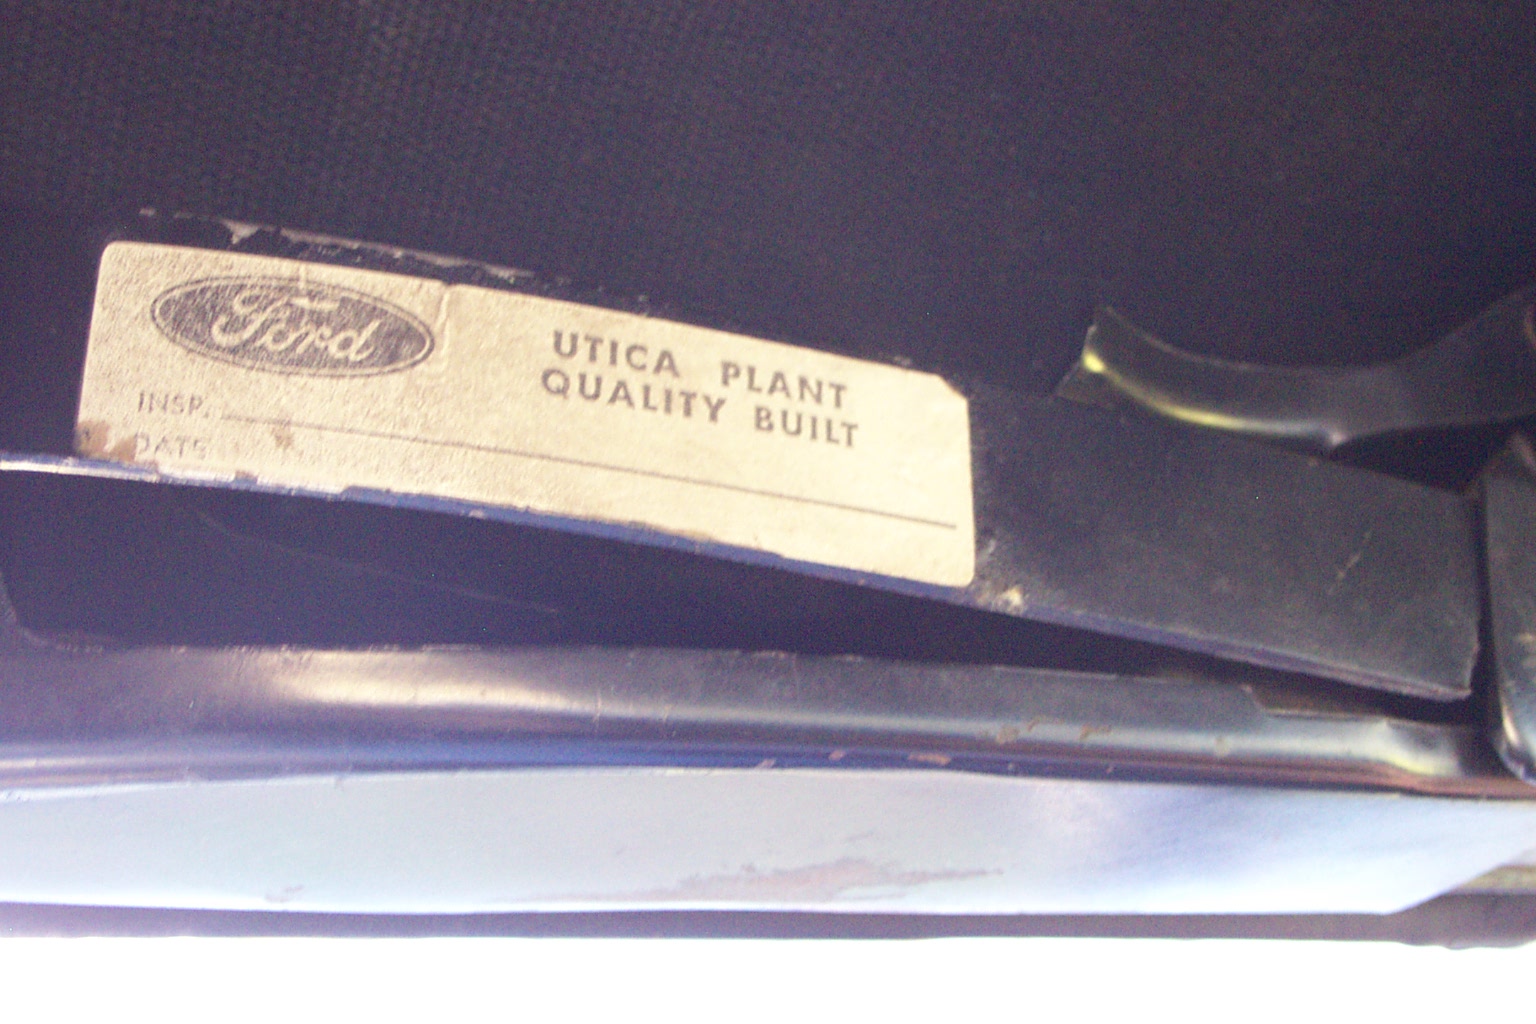 Ford
UTICA PLANT
QUALITY BUILT
INSP.
DATE